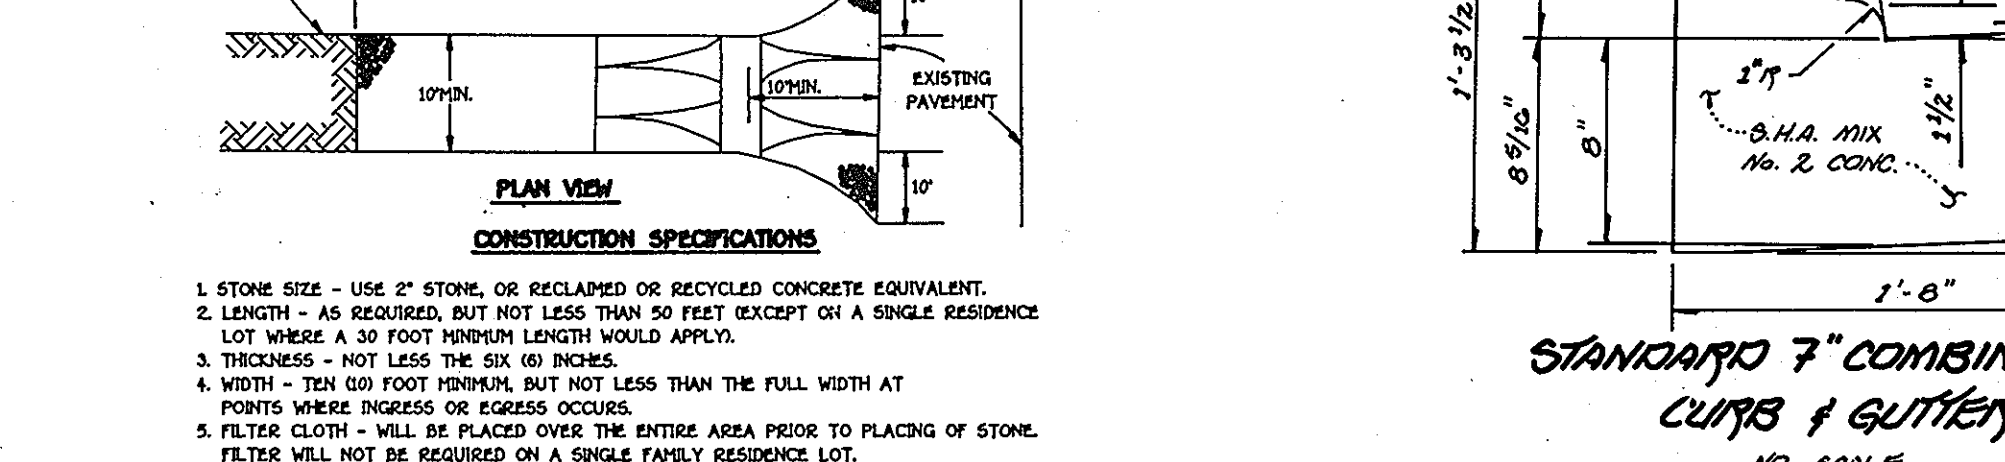 10'MIN.
10'MIN.
EXISTING
PAVEMENT
10'
PLAN VIEW
CONSTRUCTION SPECIFICATIONS
1. STONE SIZE - USE 2" STONE, OR RECLAIMED OR RECYCLED CONCRETE EQUIVALENT.
2. LENGTH - AS REQUIRED, BUT NOT LESS THAN 50 FEET (EXCEPT ON A SINGLE RESIDENCE
LOT WHERE A 30 FOOT MINIMUM LENGTH WOULD APPLY).
3. THICKNESS - NOT LESS THE SIX (6) INCHES.
4. WIDTH - TEN (10) FOOT MINIMUM, BUT NOT LESS THAN THE FULL WIDTH AT
POINTS WHERE INGRESS OR EGRESS OCCURS.
5. FILTER CLOTH - WILL BE PLACED OVER THE ENTIRE AREA PRIOR TO PLACING OF STONE.
FILTER WILL NOT BE REQUIRED ON A SINGLE FAMILY RESIDENCE LOT.
1'-3 1/2
8 5/16"
8"
1"R
1 1/2"
S.H.A. MIX
No. 2 CONC.
1'-8"
STANDARD 7" COMBIN
CURB & GUTTER